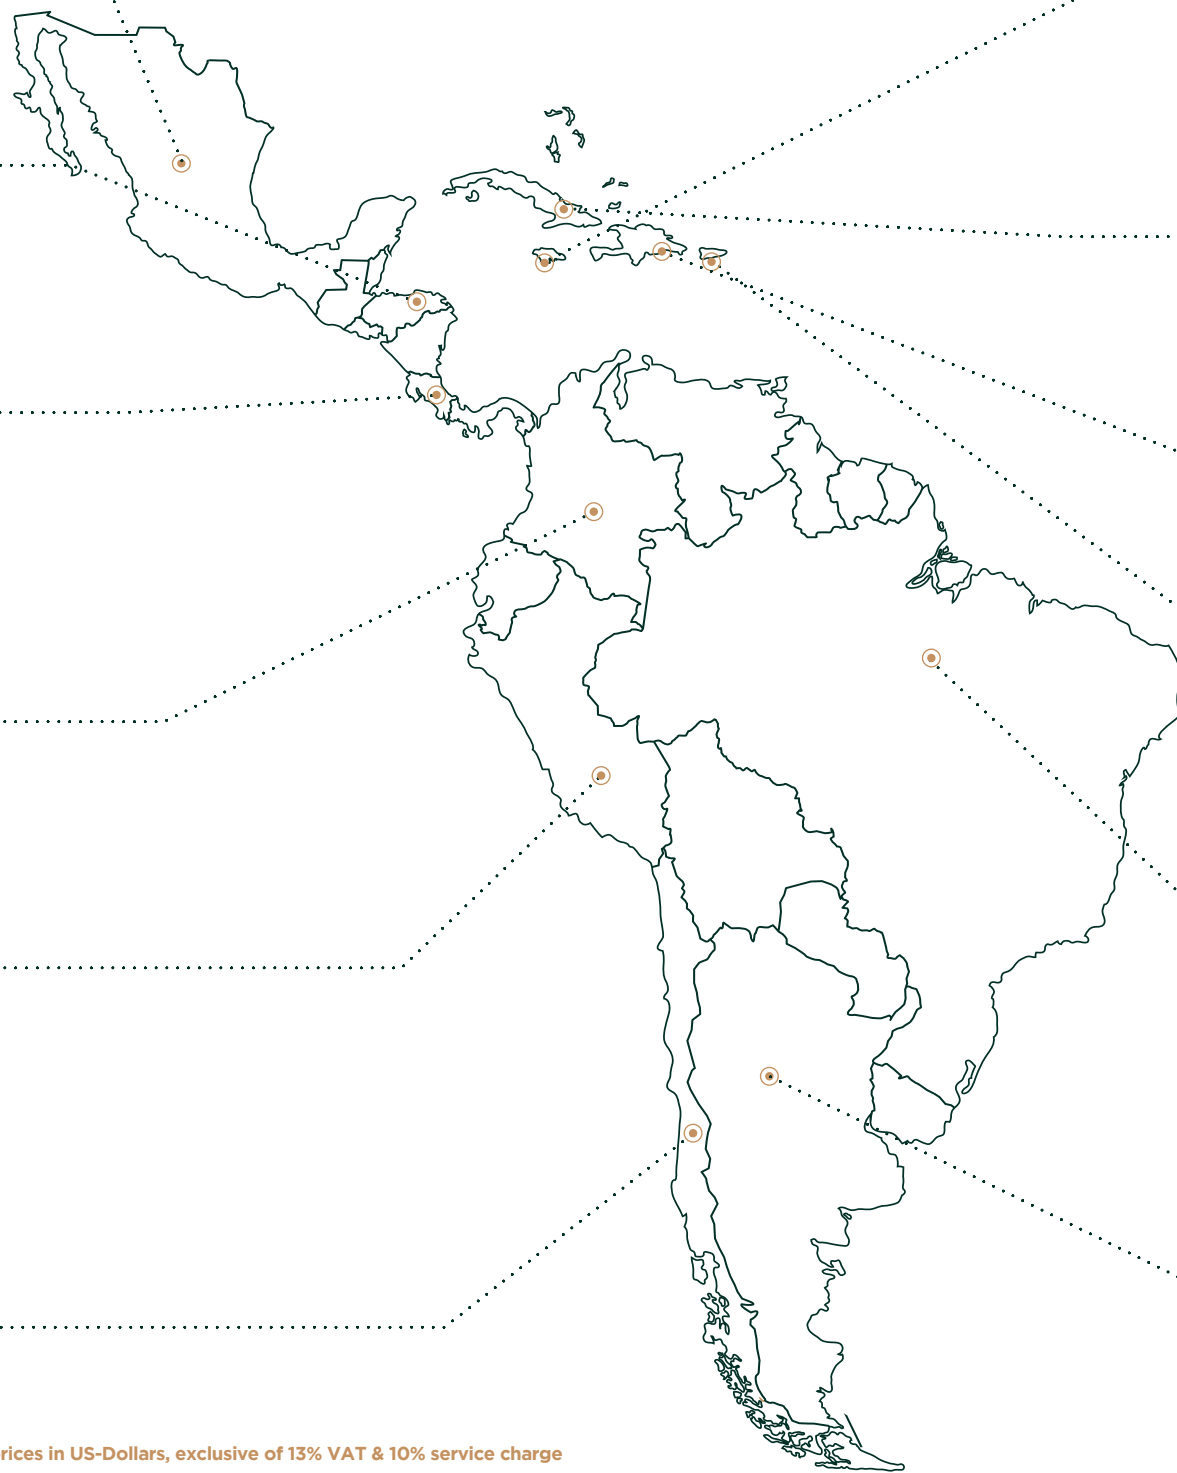 rices in US-Dollars, exclusive of 13% VAT & 10% service charge